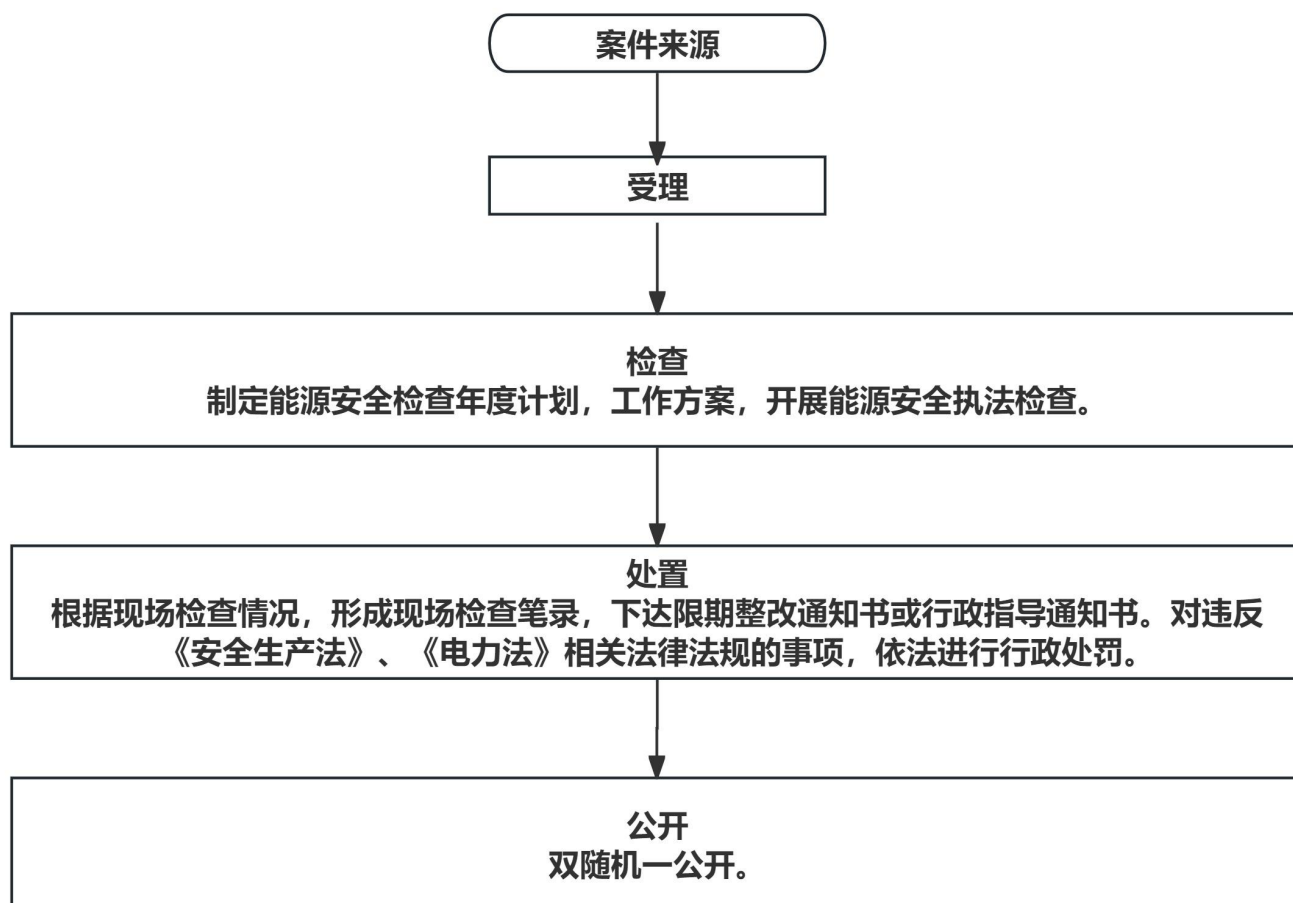 案件来源
受理
检查
制定能源安全检查年度计划，工作方案，开展能源安全执法检查。
处置
根据现场检查情况，形成现场检查笔录，下达限期整改通知书或行政指导通知书。对违反
《安全生产法》、《电力法》相关法律法规的事项，依法进行行政处罚。
公开
双随机一公开。